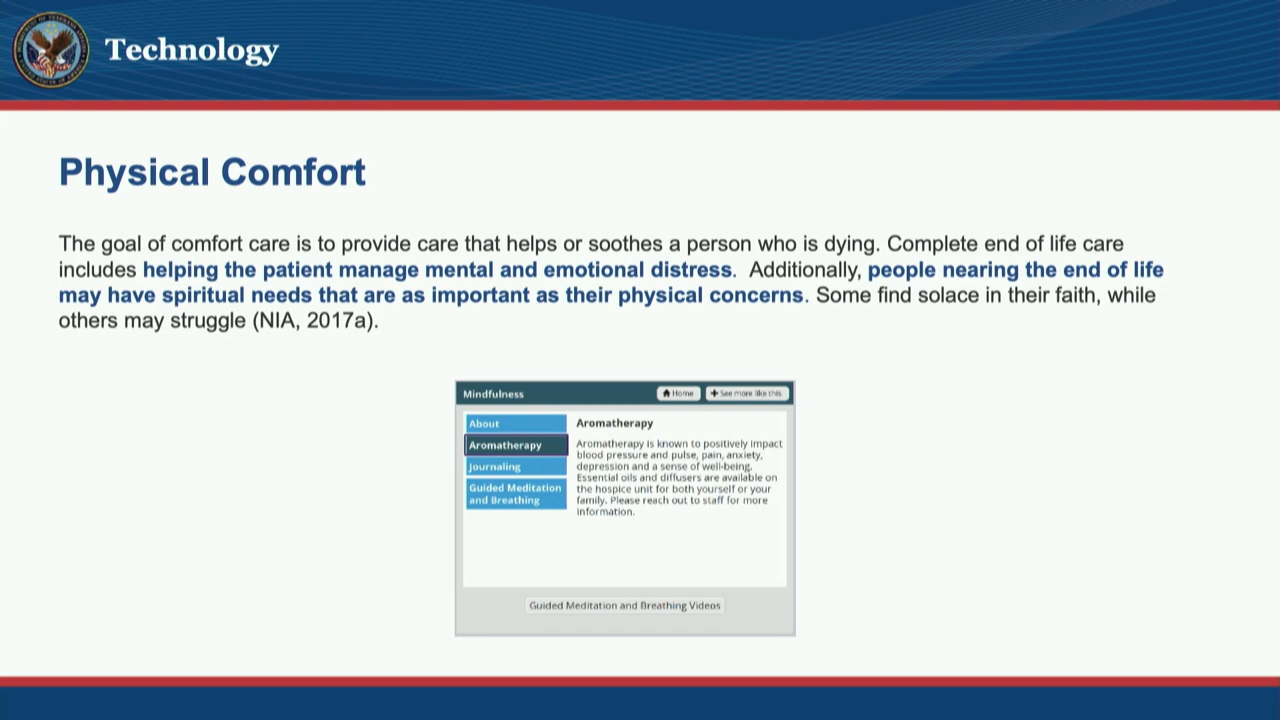 Technology
Physical Comfort
The goal of comfort care is to provide care that helps or soothes a person who is dying. Complete end of life care
includes helping the patient manage mental and emotional distress. Additionally, people nearing the end of life
may have spiritual needs that are as important as their physical concerns. Some find solace in their faith, while
others may struggle (NIA, 2017a).
Mindfulness
Home
See more like this
About
Aromatherapy
Journaling
Guided Meditation
and Breathing
Aromatherapy
Aromatherapy is known to positively impact
blood pressure and pulse, pain, anxiety,
depression and a sense of well-being.
Essential oils and diffusers are available on
the hospice unit for both yourself or your
family. Please reach out to staff for more
information.
Guided Meditation and Breathing Videos